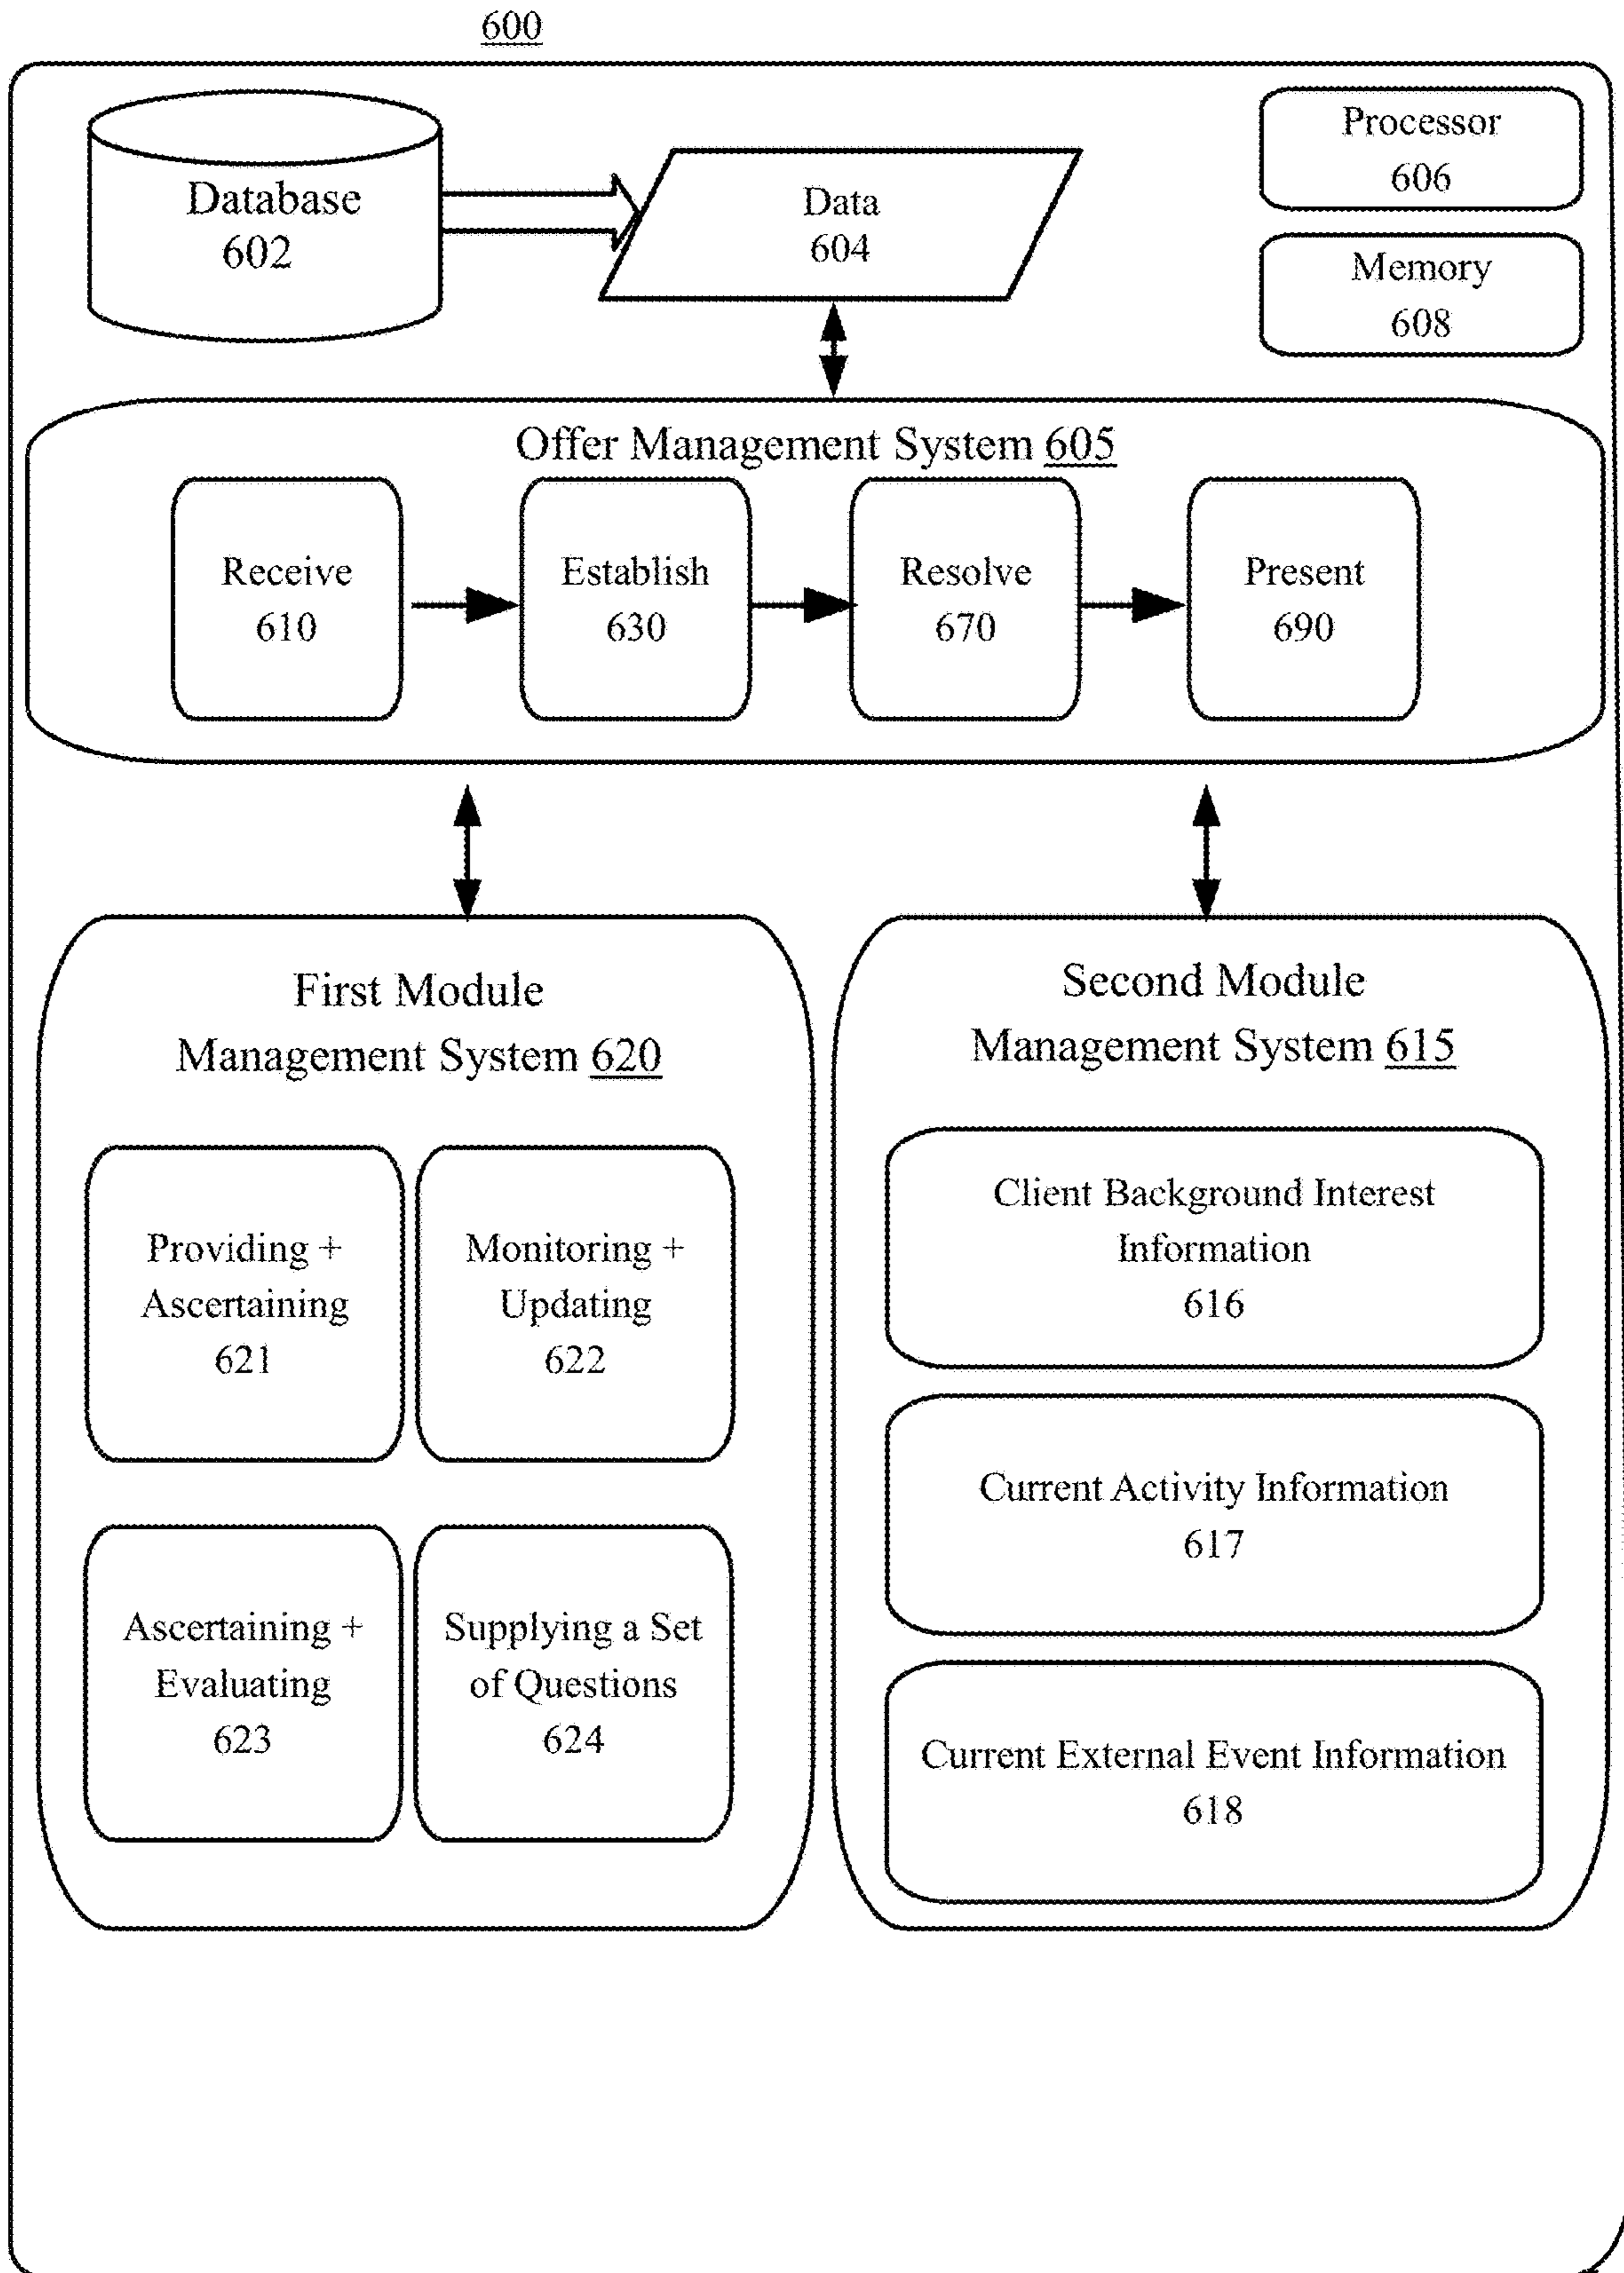 600
Database
602
Data
604
Processor
606
Memory
608
Offer Management System 605
Receive
610
Establish
630
Resolve
670
Present
690
First Module
Management System 620
Providing +
Ascertaining
621
Monitoring +
Updating
622
Ascertaining +
Evaluating
623
Supplying a Set
of Questions
624
Second Module
Management System 615
Client Background Interest
Information
616
Current Activity Information
617
Current External Event Information
618